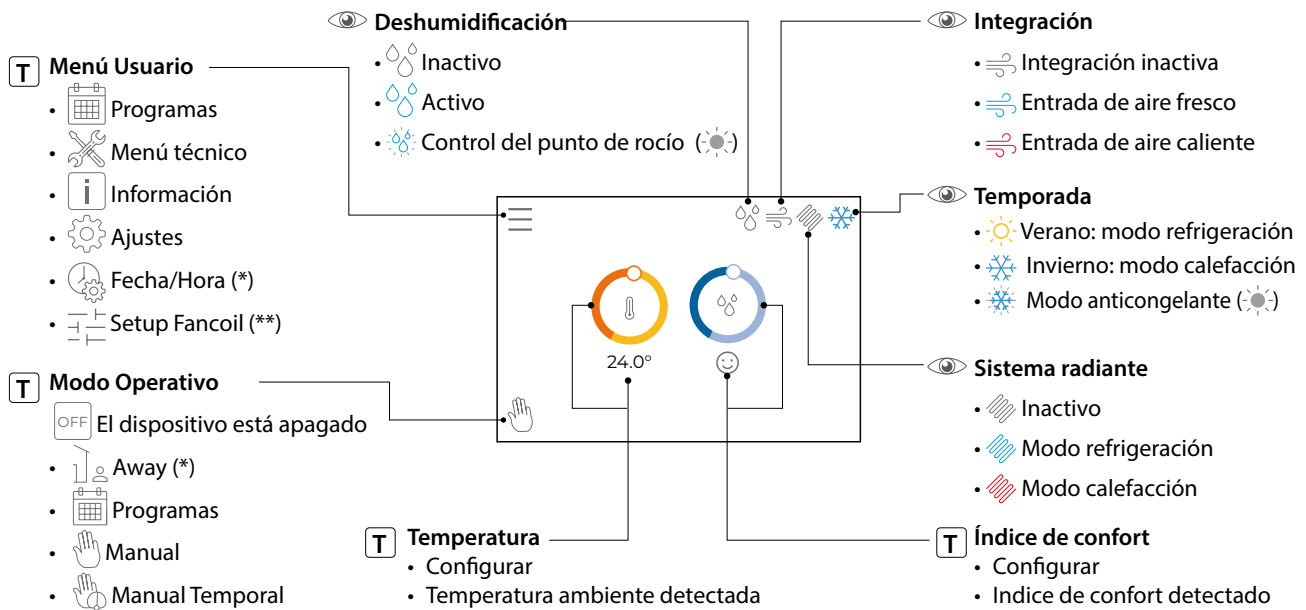 Deshumidificación
Inactivo
Activo
Control del punto de rocío ( )
Integración
Integración inactiva
Entrada de aire fresco
Entrada de aire caliente
T Menú Usuario
Programas
Menú técnico
i Información
Ajustes
Fecha/Hora (*)
Setup Fancoil (**)
Temporada
Verano: modo refrigeración
Invierno: modo calefacción
Modo anticongelante ( )
24.0°
T Modo Operativo
OFF El dispositivo está apagado
Away (*)
Programas
Manual
Manual Temporal
Sistema radiante
Inactivo
Modo refrigeración
Modo calefacción
T Temperatura
Configurar
Temperatura ambiente detectada
T Índice de confort
Configurar
Indice de confort detectado